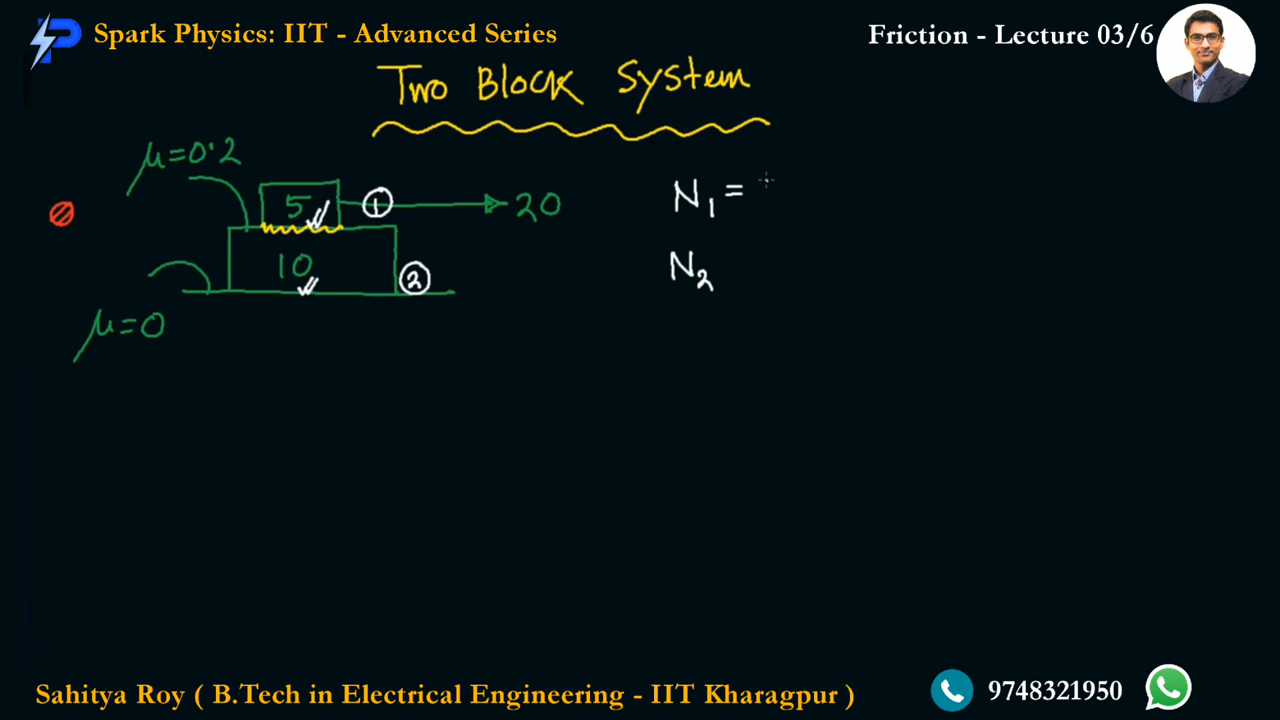 Spark Physics: IIT - Advanced Series
Friction - Lecture 03/6
Two Block System
μ=0.2
5
1
20
N1 =
10
2
N2
μ=0
Sahitya Roy ( B.Tech in Electrical Engineering - IIT Kharagpur )
9748321950